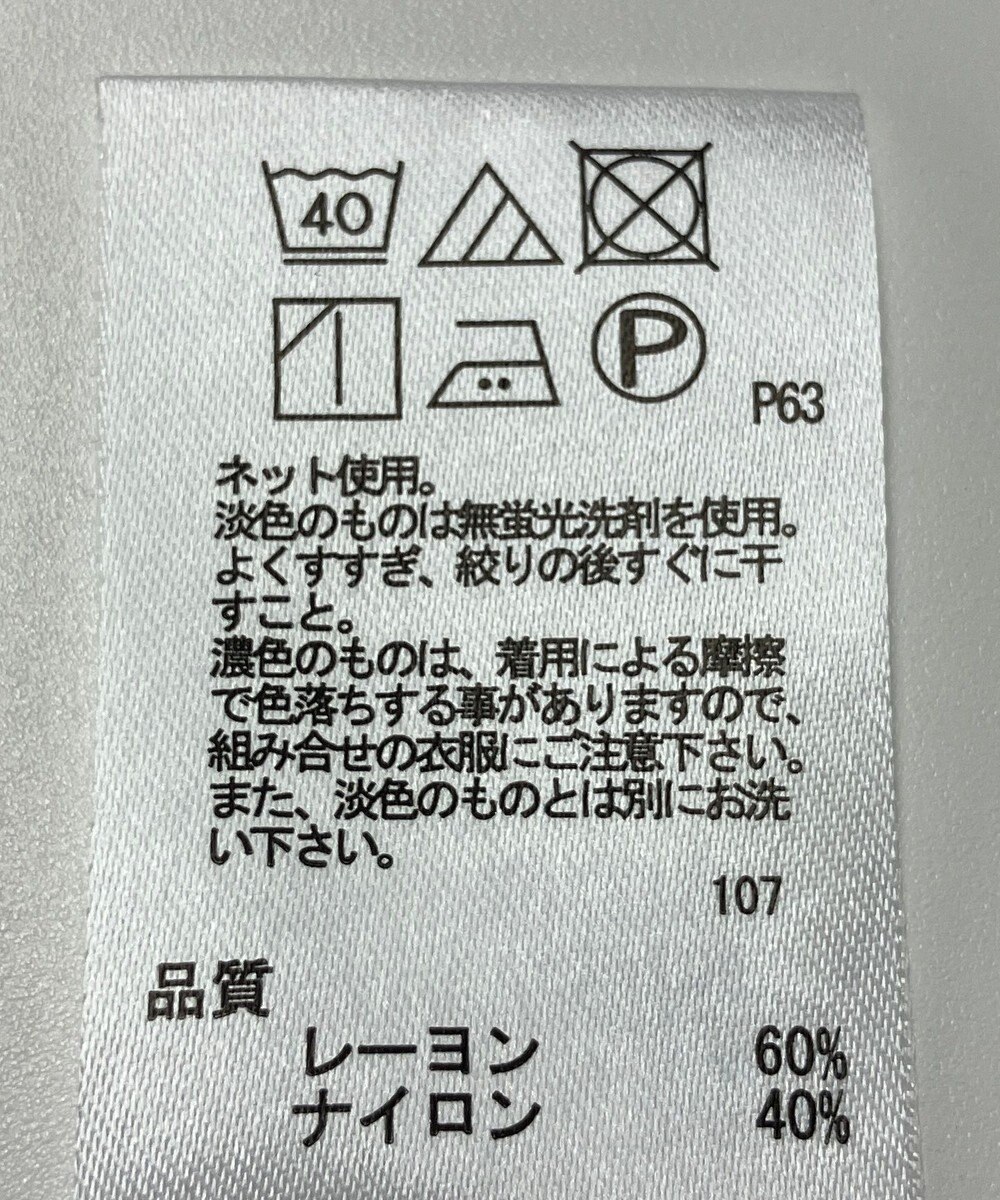 40
P
P63
ネット使用。
淡色のものは無蛍光洗剤を使用。
よくすすぎ、絞りの後すぐに干
すこと。
濃色のものは、着用による摩擦
で色落ちする事がありますので、
組み合せの衣服にご注意下さい。
また、淡色のものとは別にお洗
い下さい。
107
品質
レーヨン 60%
ナイロン 40%